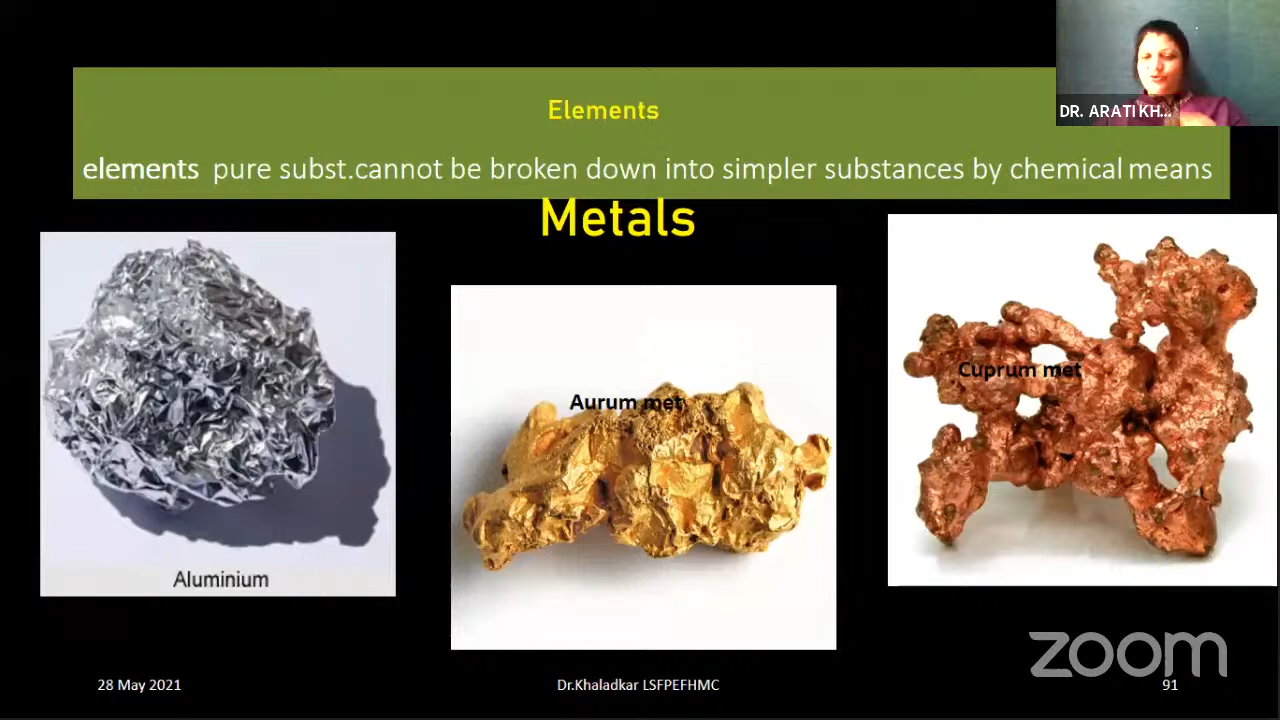 DR. ARATI KH...
Elements
elements pure subst.cannot be broken down into simpler substances by chemical means
Metals
Aluminium
Aurum met
Cuprum met
zoom
28 May 2021
Dr.Khaladkar LSFPEFHMC
91